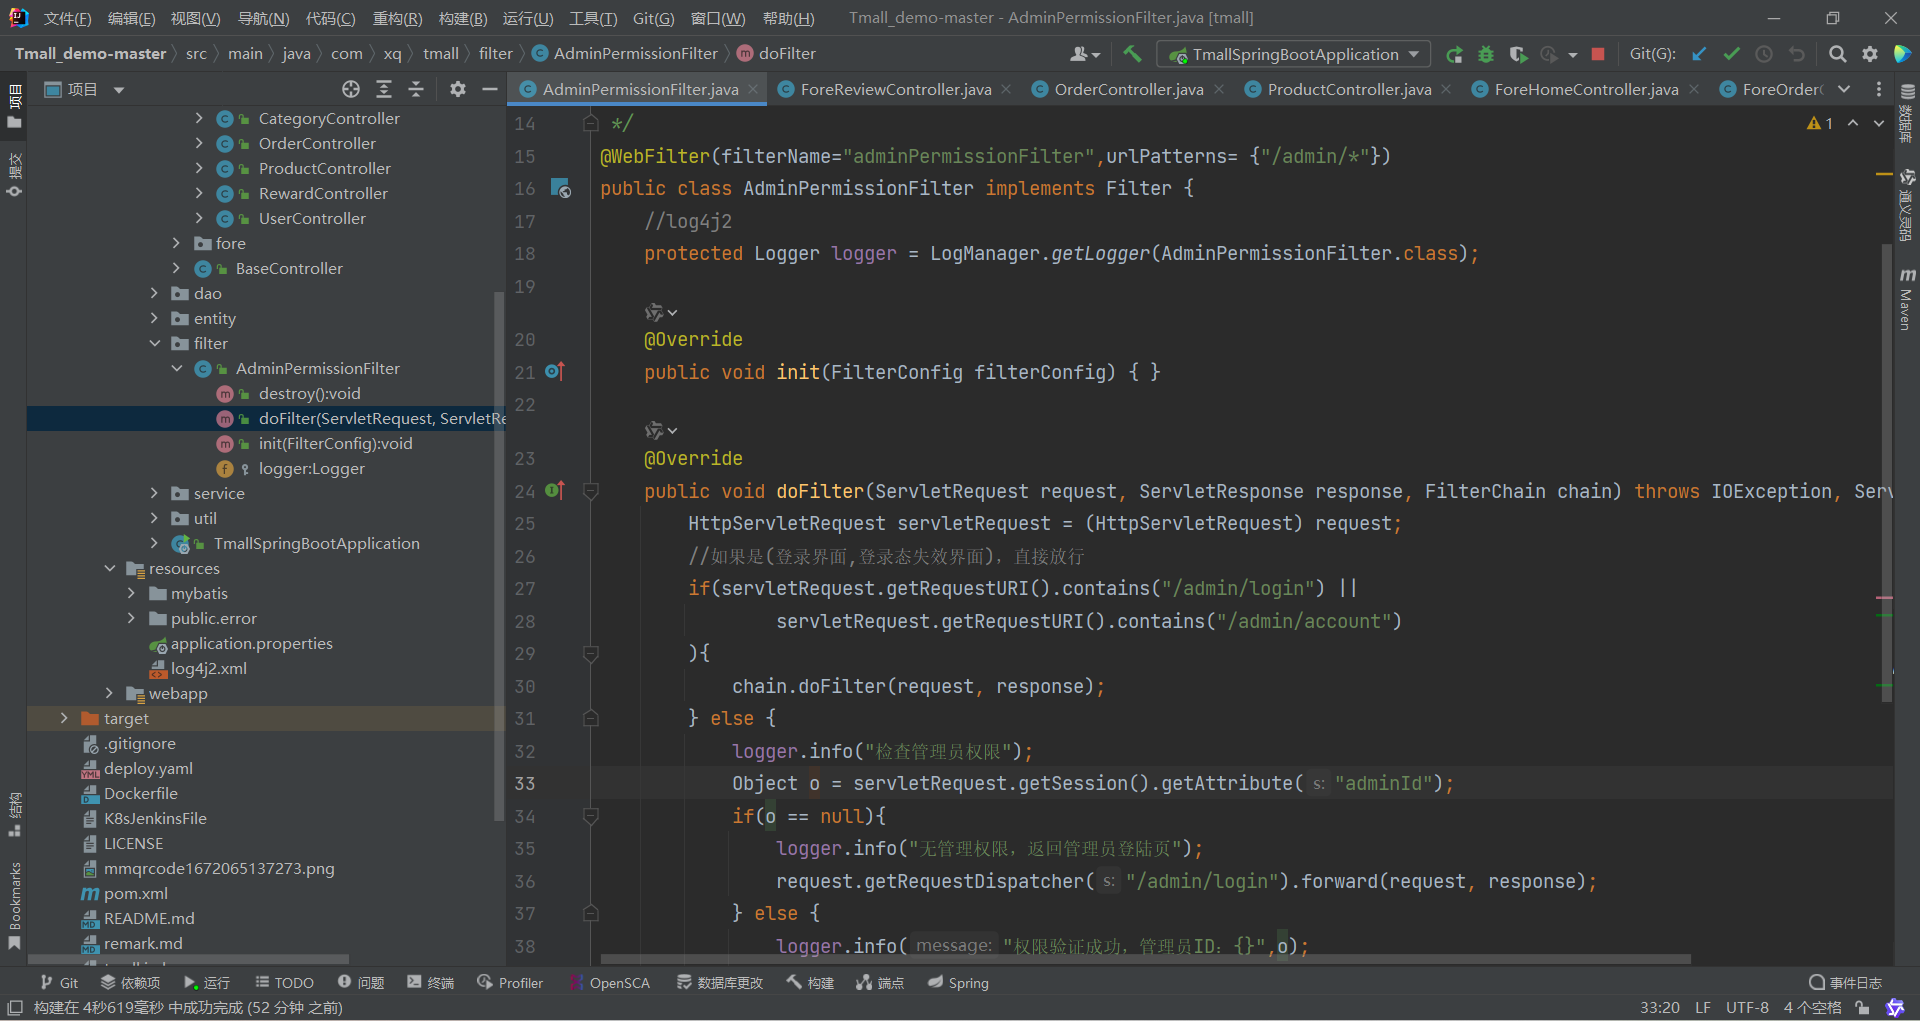 文件(F) 编辑(E) 视图(V) 导航(N) 代码(C) 重构(R) 构建(B) 运行(U) 工具(T) Git(G) 窗口(W) 帮助(H) Tmall_demo-master - AdminPermissionFilter.java [tmall]
Tmall_demo-master src main java com xq tmall filter AdminPermissionFilter doFilter TmallSpringBootApplication Git(G):
项目
提交
结构
Bookmarks
项目
CategoryController
OrderController
ProductController
RewardController
UserController
fore
BaseController
dao
entity
filter
AdminPermissionFilter
destroy():void
doFilter(ServletRequest, ServletRe
init(FilterConfig):void
logger:Logger
service
util
TmallSpringBootApplication
resources
mybatis
public.error
application.properties
log4j2.xml
webapp
target
.gitignore
deploy.yaml
Dockerfile
K8sJenkinsFile
LICENSE
mmqrcode1672065137273.png
pom.xml
README.md
remark.md
AdminPermissionFilter.java ForeReviewController.java OrderController.java ProductController.java ForeHomeController.java ForeOrder
1
14 */
15 @WebFilter(filterName="adminPermissionFilter",urlPatterns= {"/admin/*"})
16 public class AdminPermissionFilter implements Filter {
17 //log4j2
18 protected Logger logger = LogManager.getLogger(AdminPermissionFilter.class);
19
20 @Override
21 public void init(FilterConfig filterConfig) { }
22
23 @Override
24 public void doFilter(ServletRequest request, ServletResponse response, FilterChain chain) throws IOException, Serv
25 HttpServletRequest servletRequest = (HttpServletRequest) request;
26 //如果是(登录界面,登录态失效界面)，直接放行
27 if(servletRequest.getRequestURI().contains("/admin/login") ||
28 servletRequest.getRequestURI().contains("/admin/account")
29 ){
30 chain.doFilter(request, response);
31 } else {
32 logger.info("检查管理员权限");
33 Object o = servletRequest.getSession().getAttribute( s: "adminId");
34 if(o == null){
35 logger.info("无管理权限，返回管理员登陆页");
36 request.getRequestDispatcher( s: "/admin/login").forward(request, response);
37 } else {
38 logger.info( message: "权限验证成功，管理员ID：{}",o);
数据库
通义灵码
Maven
Git 依赖项 运行 TODO 问题 终端 Profiler OpenSCA 数据库更改 构建 端点 Spring 事件日志
构建在 4秒619毫秒 中成功完成 (52 分钟 之前) 33:20 LF UTF-8 4 个空格